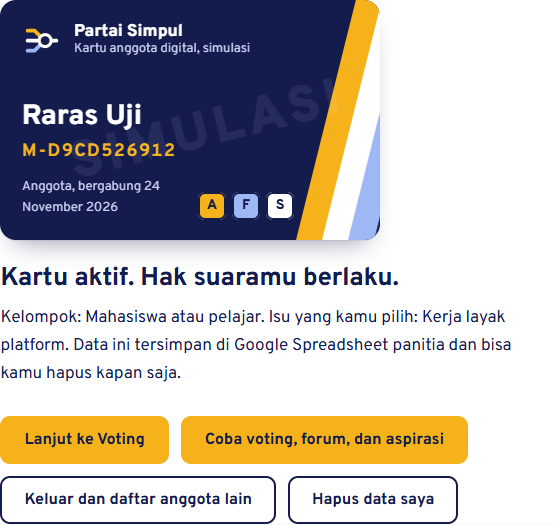 Partai Simpul
Kartu anggota digital, simulasi
SIMULASI
Raras Uji
M-D9CD526912
Anggota, bergabung 24
November 2026
A F S
Kartu aktif. Hak suaramu berlaku.
Kelompok: Mahasiswa atau pelajar. Isu yang kamu pilih: Kerja layak
platform. Data ini tersimpan di Google Spreadsheet panitia dan bisa
kamu hapus kapan saja.
Lanjut ke Voting
Coba voting, forum, dan aspirasi
Keluar dan daftar anggota lain
Hapus data saya